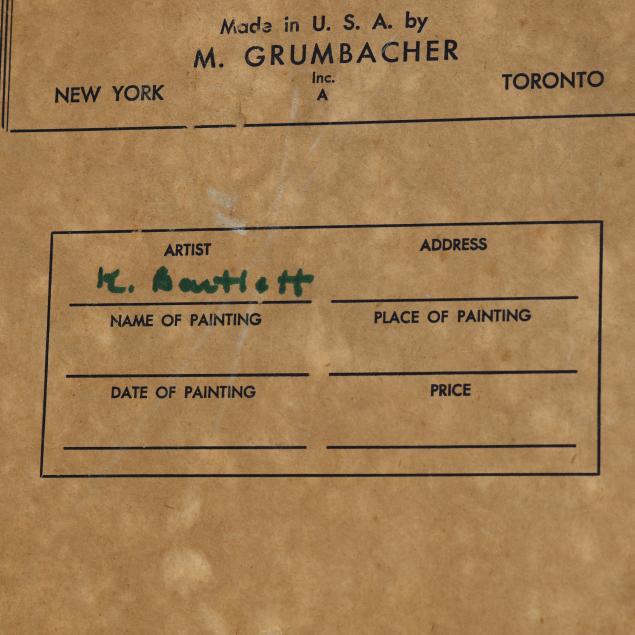 Made in U. S. A. by
M. GRUMBACHER
Inc.
NEW YORK A TORONTO
ARTIST ADDRESS
K. Bartlett
NAME OF PAINTING PLACE OF PAINTING
DATE OF PAINTING PRICE